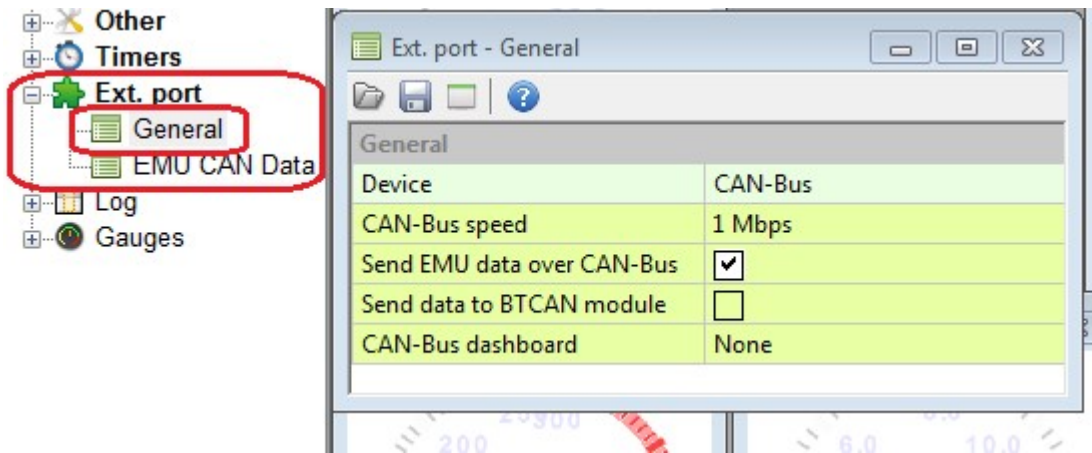 Other
Timers
Ext. port
General
EMU CAN Data
Log
Gauges
Ext. port - General
General
Device CAN-Bus
CAN-Bus speed 1 Mbps
Send EMU data over CAN-Bus
Send data to BTCAN module
CAN-Bus dashboard None
200
6.0 10.0